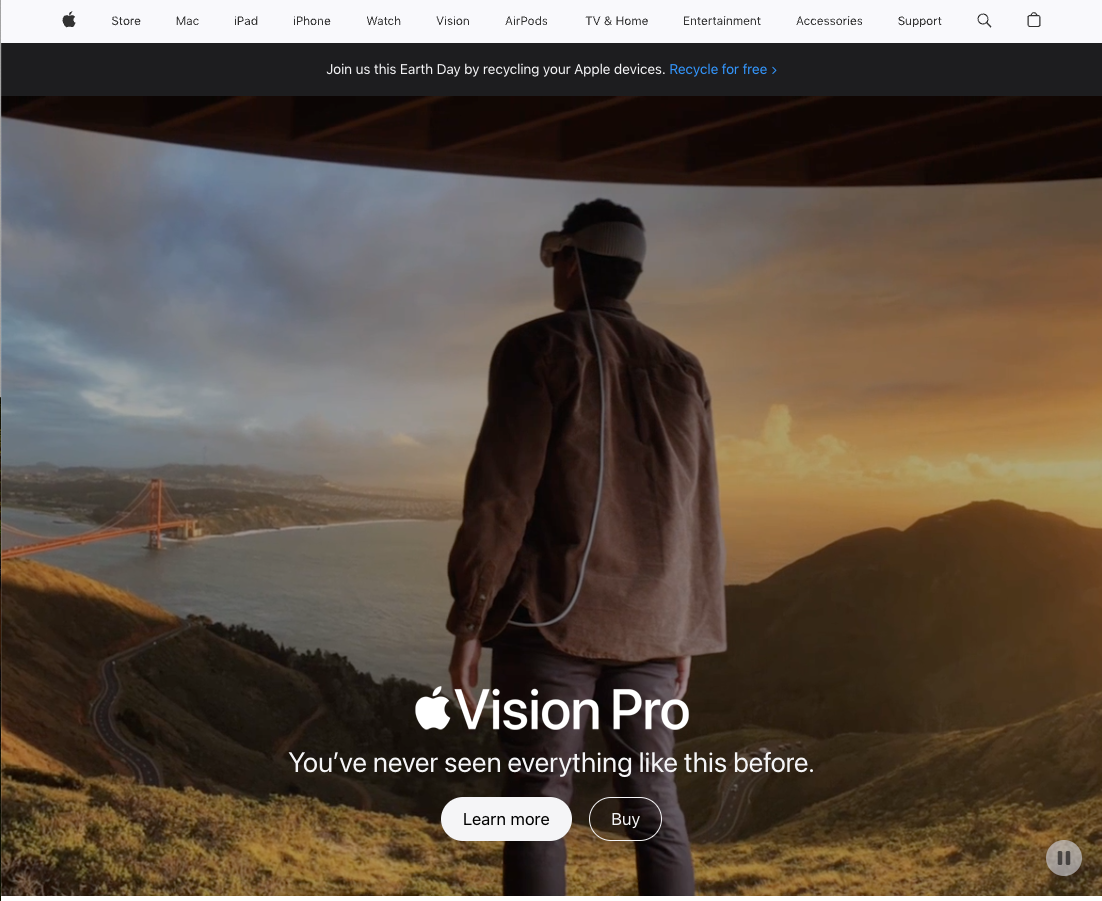 Store Mac iPad iPhone Watch Vision AirPods TV & Home Entertainment Accessories Support
Join us this Earth Day by recycling your Apple devices. Recycle for free >
Vision Pro
You’ve never seen everything like this before.
Learn more Buy